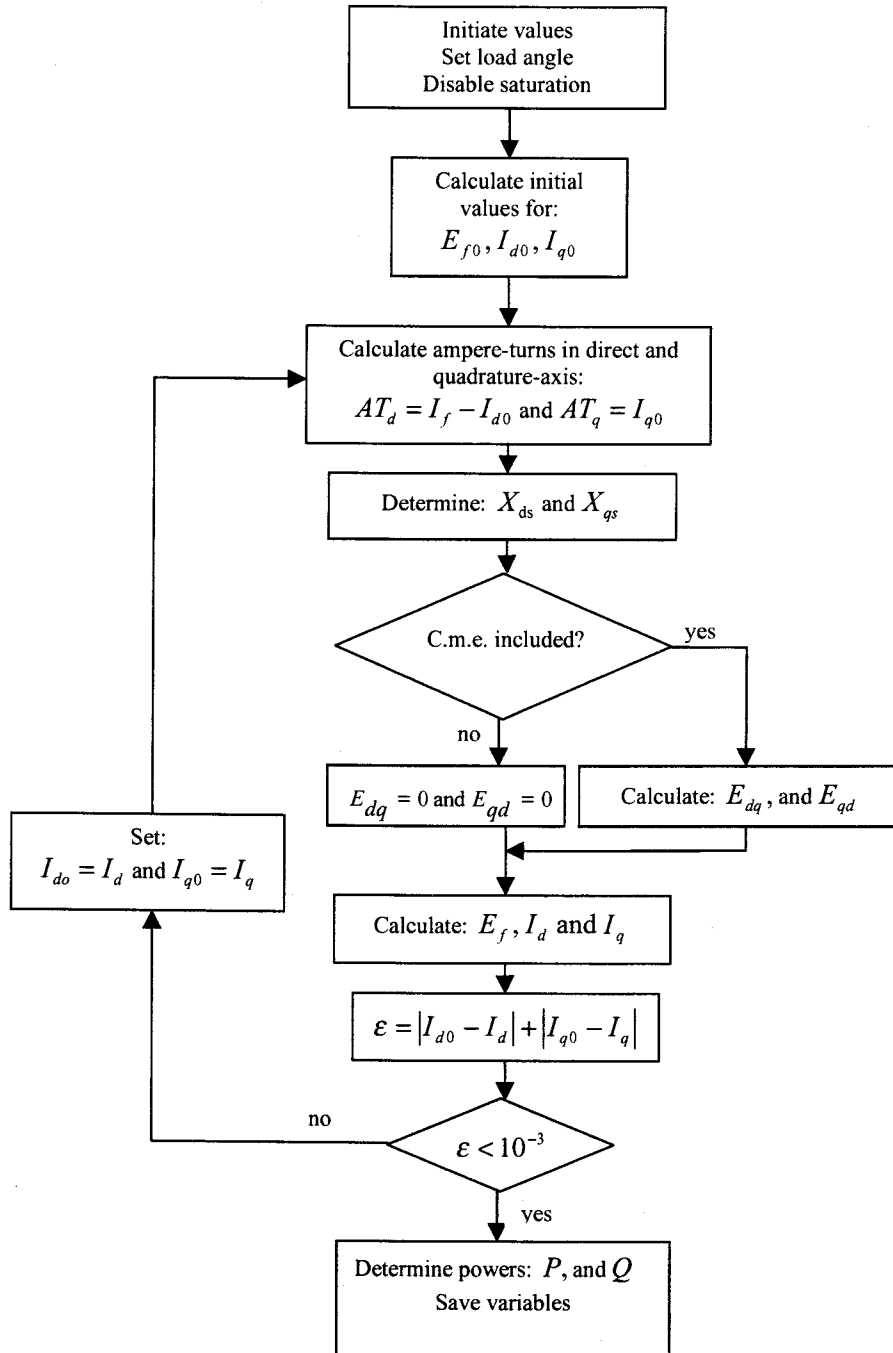 Initiate values
Set load angle
Disable saturation
Calculate initial
values for:
E_{f0}, I_{d0}, I_{q0}
Calculate ampere-turns in direct and
quadrature-axis:
AT_d = I_f − I_{d0} and AT_q = I_{q0}
Determine: X_{ds} and X_{qs}
C.m.e. included?
yes
no
E_{dq} = 0 and E_{qd} = 0
Calculate: E_{dq}, and E_{qd}
Set:
I_{do} = I_d and I_{q0} = I_q
Calculate: E_f, I_d and I_q
ε = |I_{d0} − I_d| + |I_{q0} − I_q|
no
ε < 10^{-3}
yes
Determine powers: P, and Q
Save variables